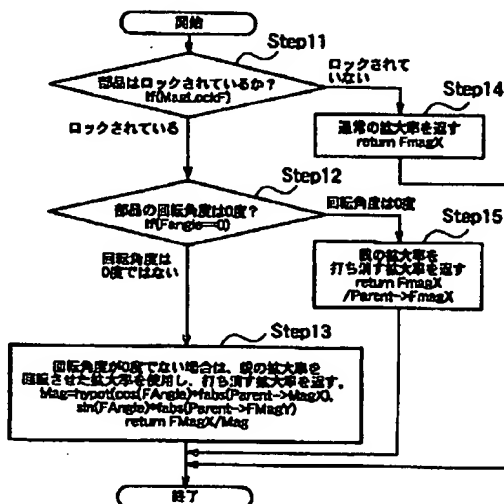 開始
Step11
部品はロックされているか？
if(MagLockF)
ロックされて
いない
Step14
通常の拡大率を返す
return FmagX
ロックされている
Step12
部品の回転角度は0度？
if(Fangle==0)
回転角度は0度
Step15
親の拡大率を
打ち消す拡大率を返す
return FmagX
/Parent->FmagX
回転角度は
0度ではない
Step13
回転角度が0度でない場合は、親の拡大率を
回転させた拡大率を使用し、打ち消す拡大率を返す。
Mag=hypot(cos(FAngle)*fabs(Parent->MagX),
sin(FAngle)*fabs(Parent->FMagY)
return FMagX/Mag
終了